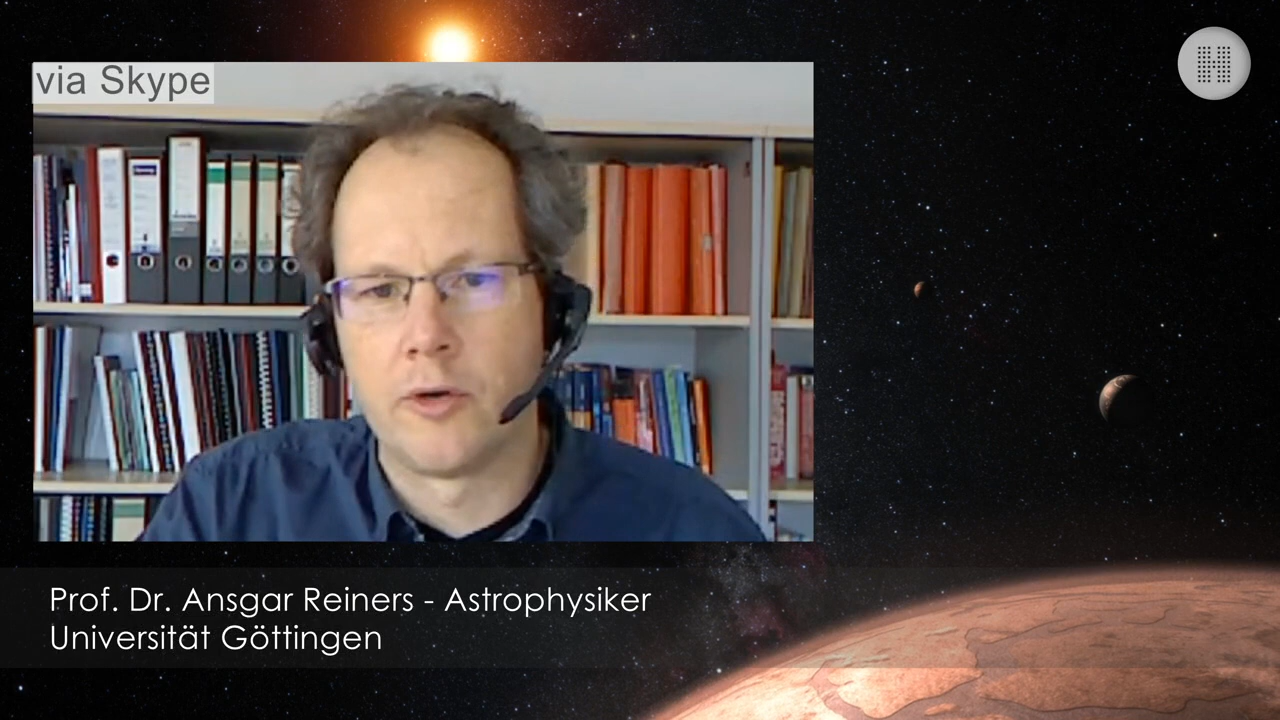 via Skype
H
Prof. Dr. Ansgar Reiners - Astrophysiker
Universität Göttingen